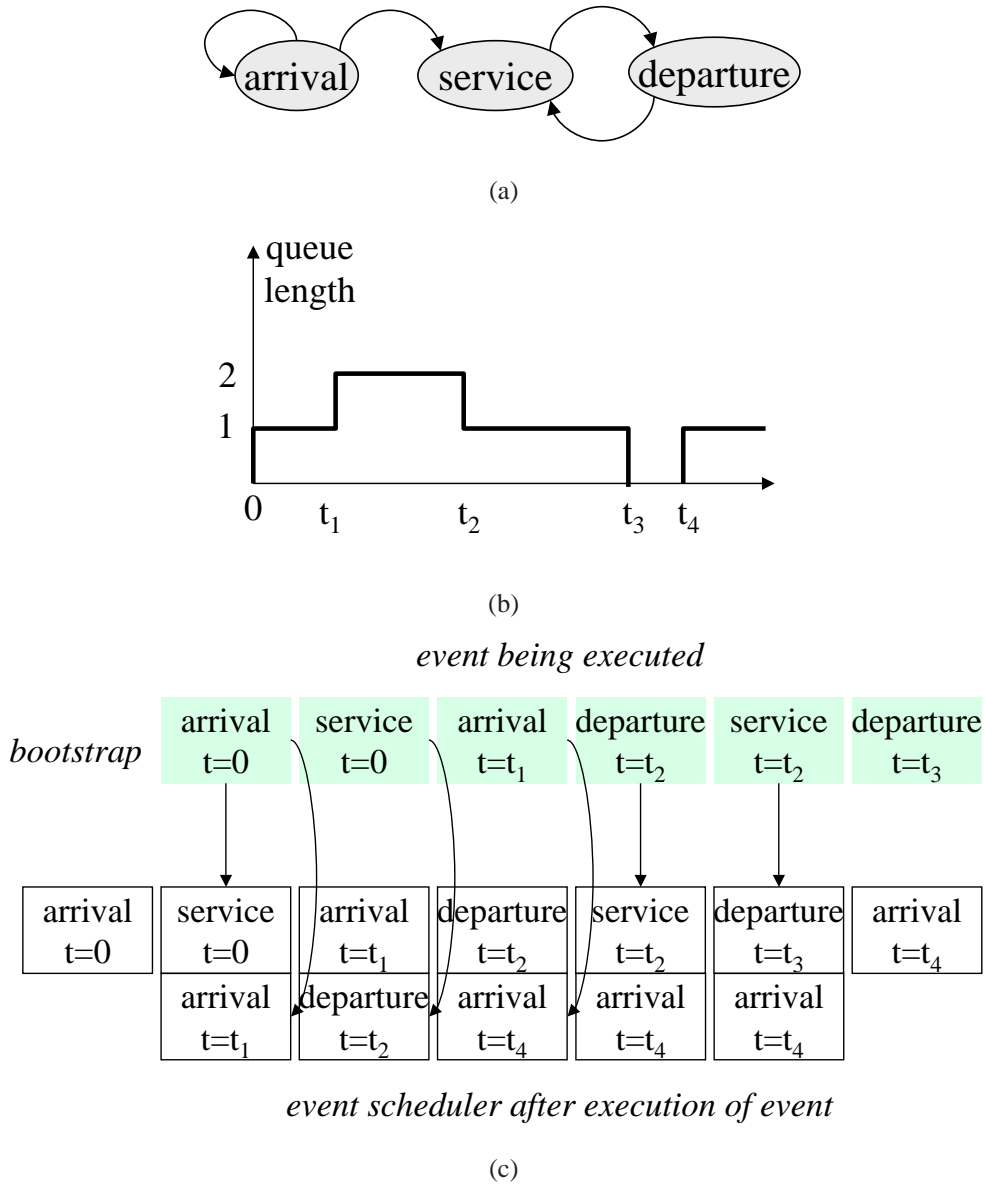 arrival service departure
(a)
queue
length
2
1
0 t₁ t₂ t₃ t₄
(b)
event being executed
bootstrap
arrival
t=0
service
t=0
arrival
t=t₁
departure
t=t₂
service
t=t₂
departure
t=t₃
arrival
t=0
service
t=0
arrival
t=t₁
departure
t=t₂
service
t=t₂
departure
t=t₃
arrival
t=t₄
arrival
t=t₁
departure
t=t₂
arrival
t=t₄
arrival
t=t₄
arrival
t=t₄
event scheduler after execution of event
(c)